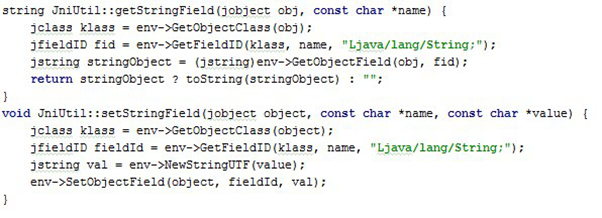 string JniUtil::getStringField(jobject obj, const char *name) {
    jclass klass = env->GetObjectClass(obj);
    jfieldID fid = env->GetFieldID(klass, name, "Ljava/lang/String;");
    jstring stringObject = (jstring)env->GetObjectField(obj, fid);
    return stringObject ? toString(stringObject) : "";
}
void JniUtil::setStringField(jobject object, const char *name, const char *value) {
    jclass klass = env->GetObjectClass(object);
    jfieldID fieldId = env->GetFieldID(klass, name, "Ljava/lang/String;");
    jstring val = env->NewStringUTF(value);
    env->SetObjectField(object, fieldId, val);
}